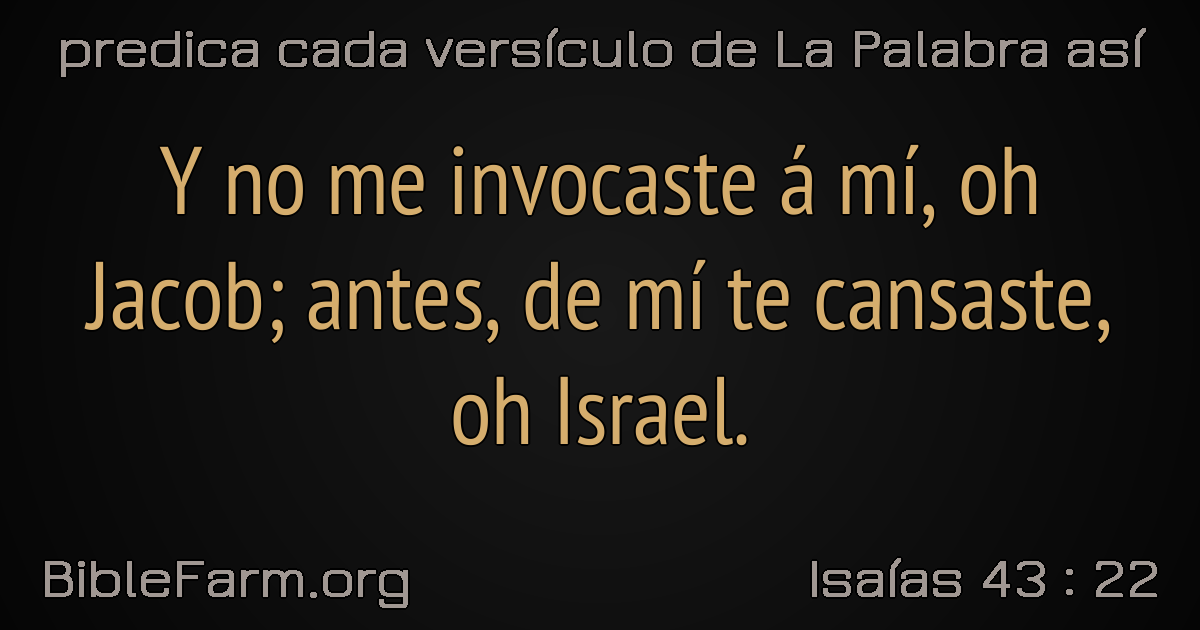 predica cada versículo de La Palabra así
Y no me invocaste á mí, oh
Jacob; antes, de mí te cansaste,
oh Israel.
BibleFarm.org
Isaías 43 : 22